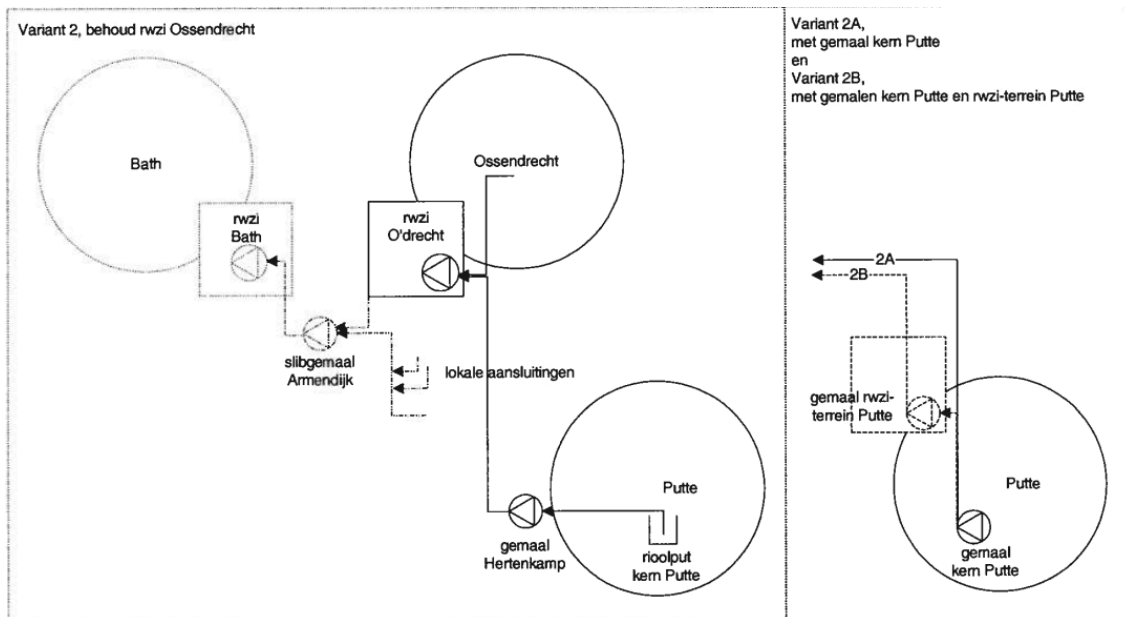 Variant 2, behoud rwzi Ossendrecht
Bath
Ossendrecht
rwzi
Bath
rwzi
O'drecht
slibgemaal
Armendijk
lokale aansluitingen
Putte
gemaal
Hertenkamp
rioolput
kern Putte
Variant 2A,
met gemaal kern Putte
en
Variant 2B,
met gemalen kern Putte en rwzi-terrein Putte
2A
2B
gemaal rwzi-
terrein Putte
Putte
gemaal
kern Putte